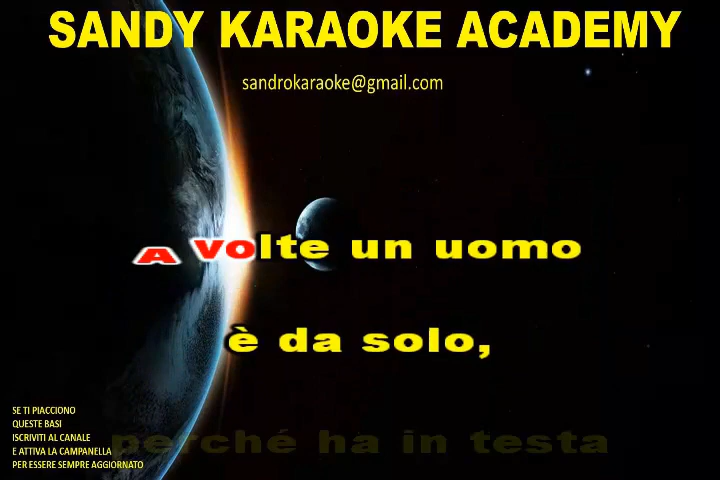 SANDY KARAOKE ACADEMY
sandrokaraoke@gmail.com
A volte un uomo
è da solo,
perché ha in testa
SE TI PIACCIONO
QUESTE BASI
ISCRIVITI AL CANALE
E ATTIVA LA CAMPANELLA
PER ESSERE SEMPRE AGGIORNATO